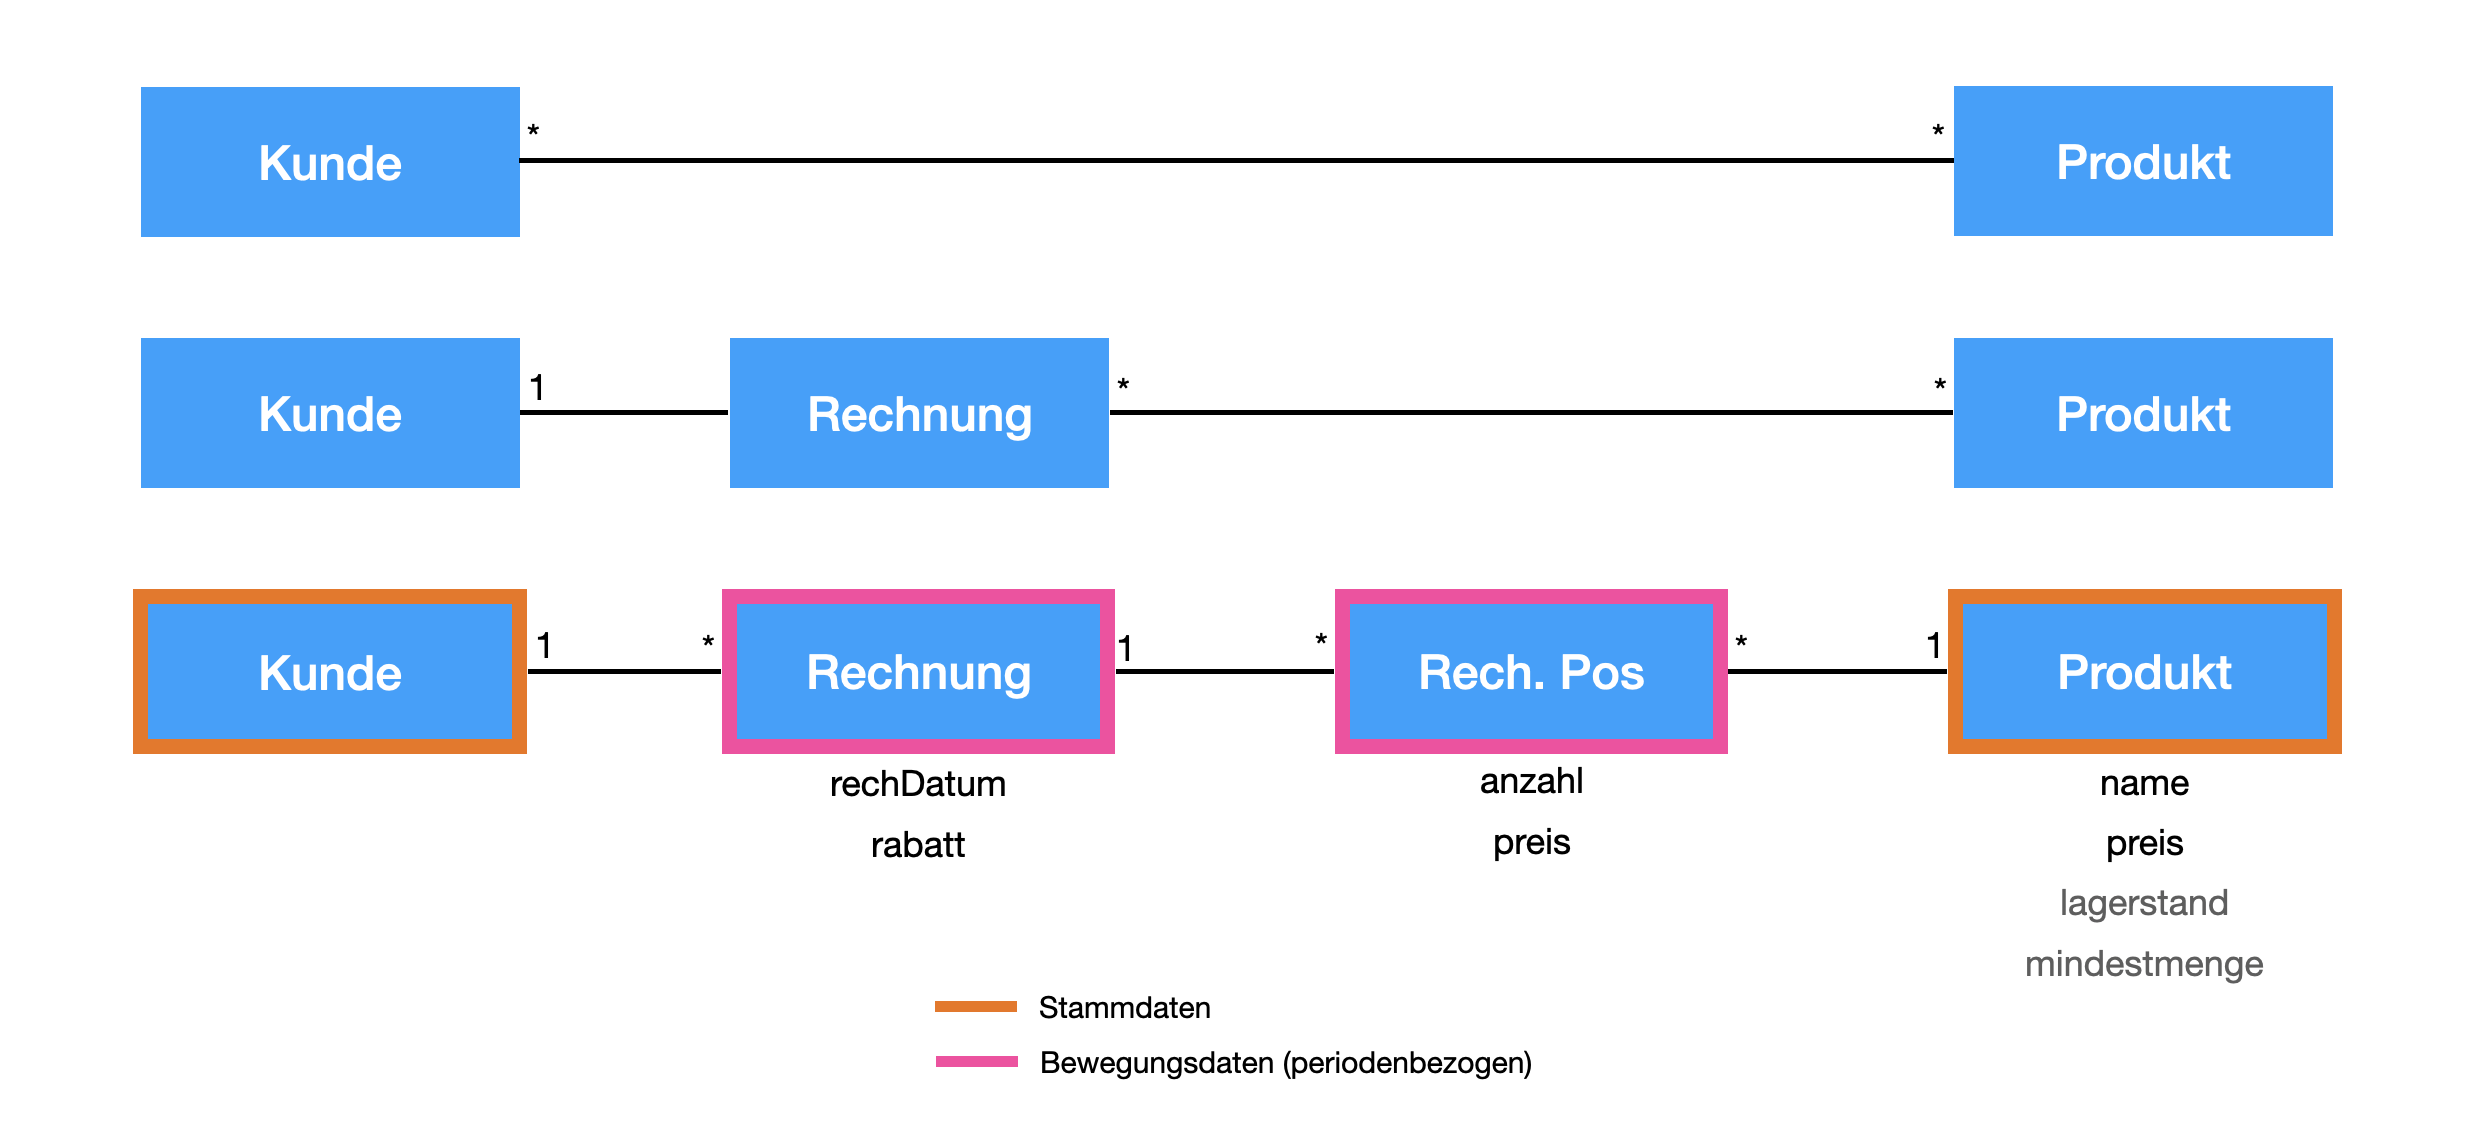 Kunde * * Produkt
Kunde 1 Rechnung * * Produkt
Kunde 1 * Rechnung 1 * Rech. Pos * 1 Produkt
rechDatum anzahl name
rabatt preis preis
lagerstand
mindestmenge
Stammdaten
Bewegungsdaten (periodenbezogen)